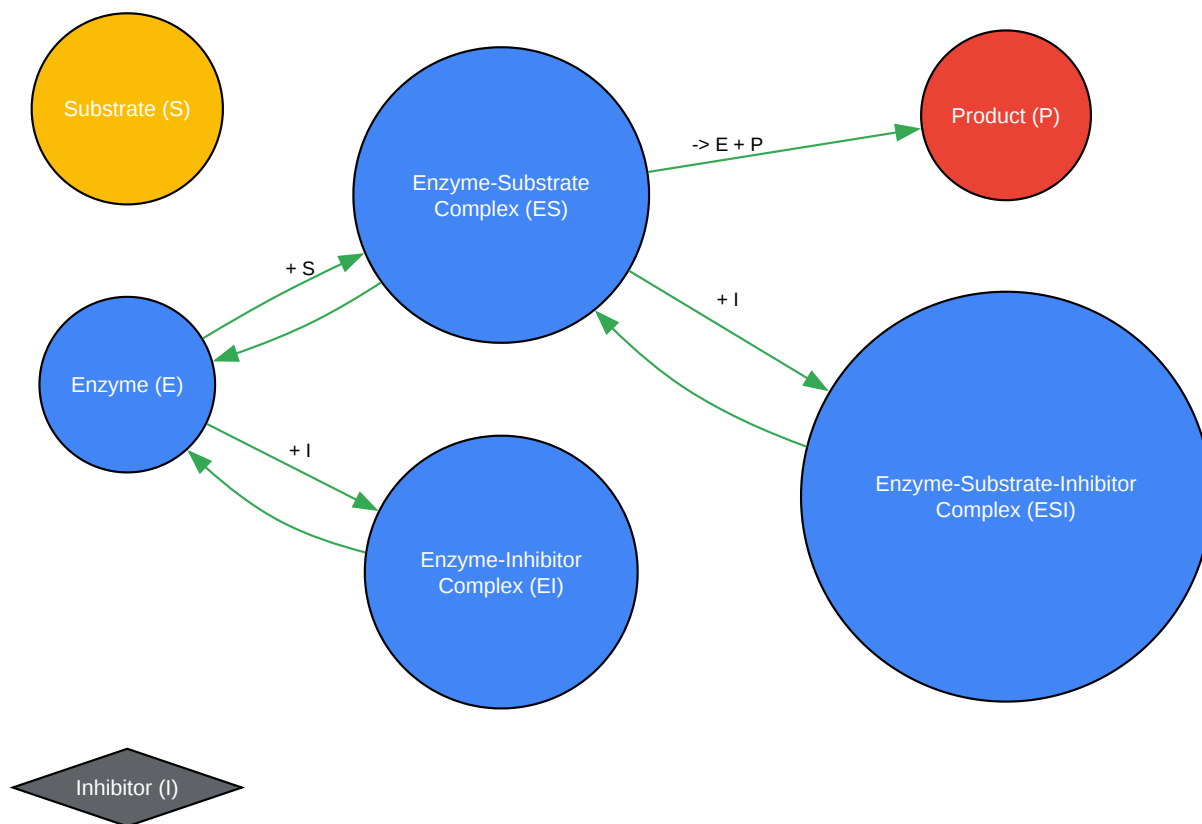 Substrate (S)
Product (P)
-> E + P
Enzyme-Substrate
Complex (ES)
+ S
+ I
Enzyme (E)
+ I
Enzyme-Substrate-Inhibitor
Complex (ESI)
Enzyme-Inhibitor
Complex (EI)
Inhibitor (I)